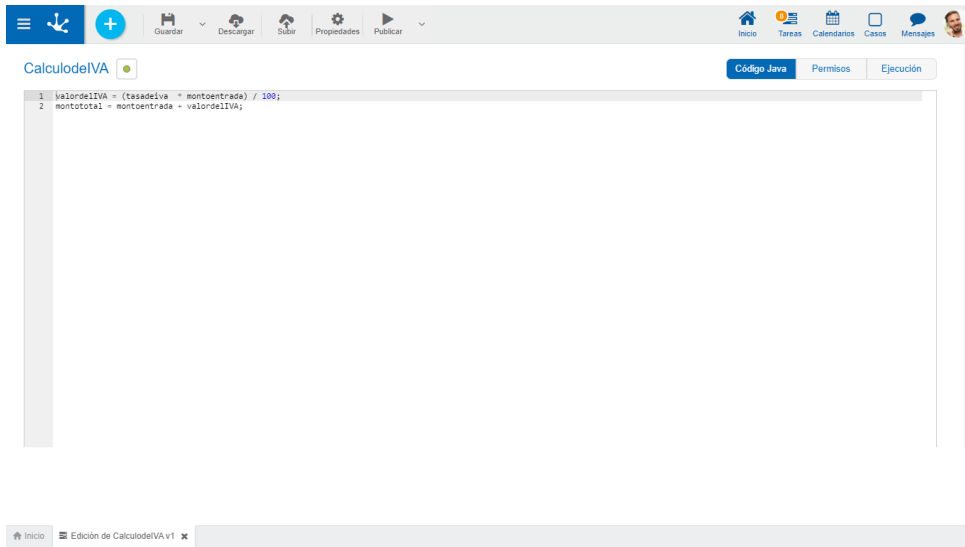 Guardar
Descargar
Subir
Propiedades
Publicar
Inicio
8
Tareas
Calendarios
Casos
Mensajes
CalculodeIVA
Código Java
Permisos
Ejecución
1 valordelIVA = (tasadeiva * montoentrada) / 100;
2 montototal = montoentrada + valordelIVA;
Inicio
Edición de CalculodeIVA v1